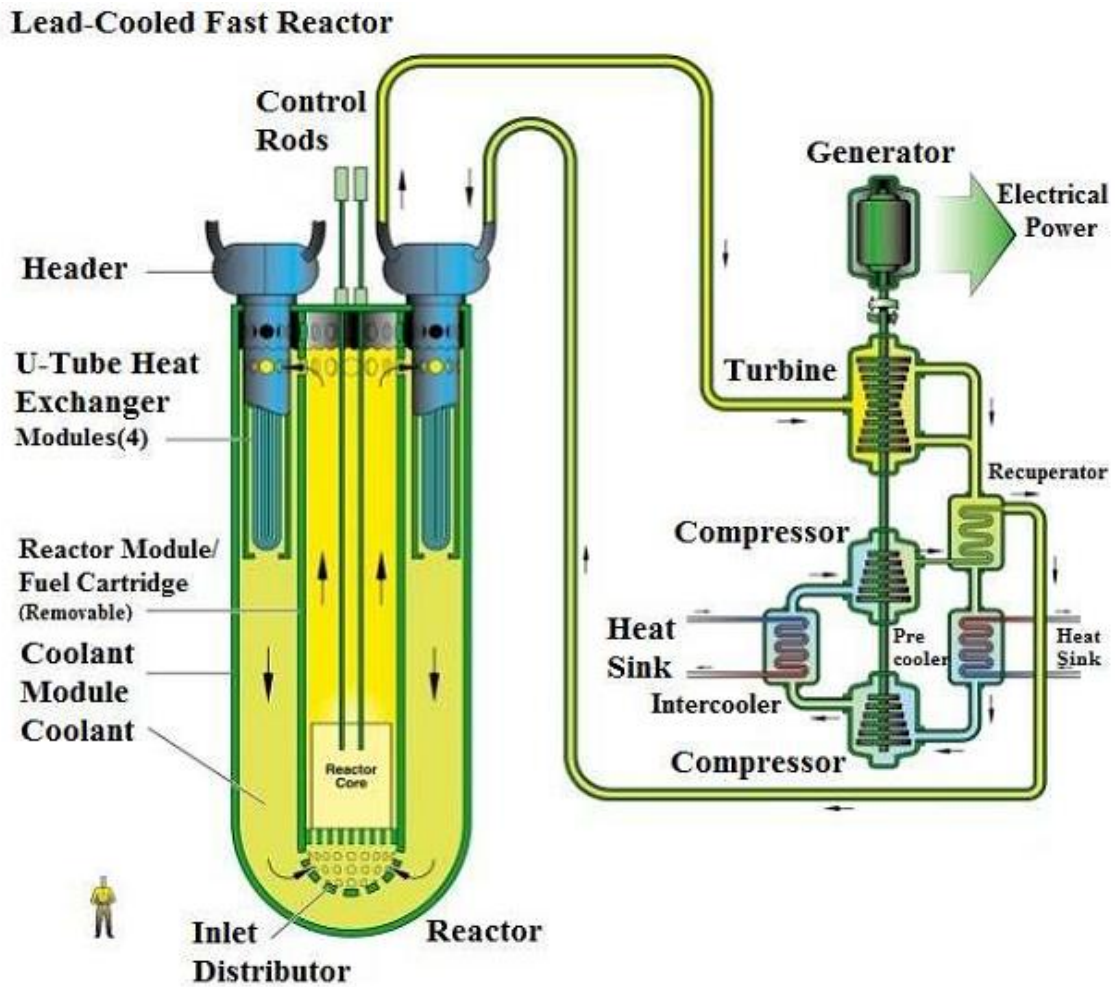 Lead-Cooled Fast Reactor
Control
Rods
Generator
Electrical
Power
Header
U-Tube Heat
Exchanger
Modules(4)
Turbine
Recuperator
Compressor
Reactor Module/
Fuel Cartridge
(Removable)
Heat
Sink
Pre
cooler
Heat
Sink
Coolant
Module
Coolant
Intercooler
Reactor
Core
Compressor
Inlet
Distributor
Reactor